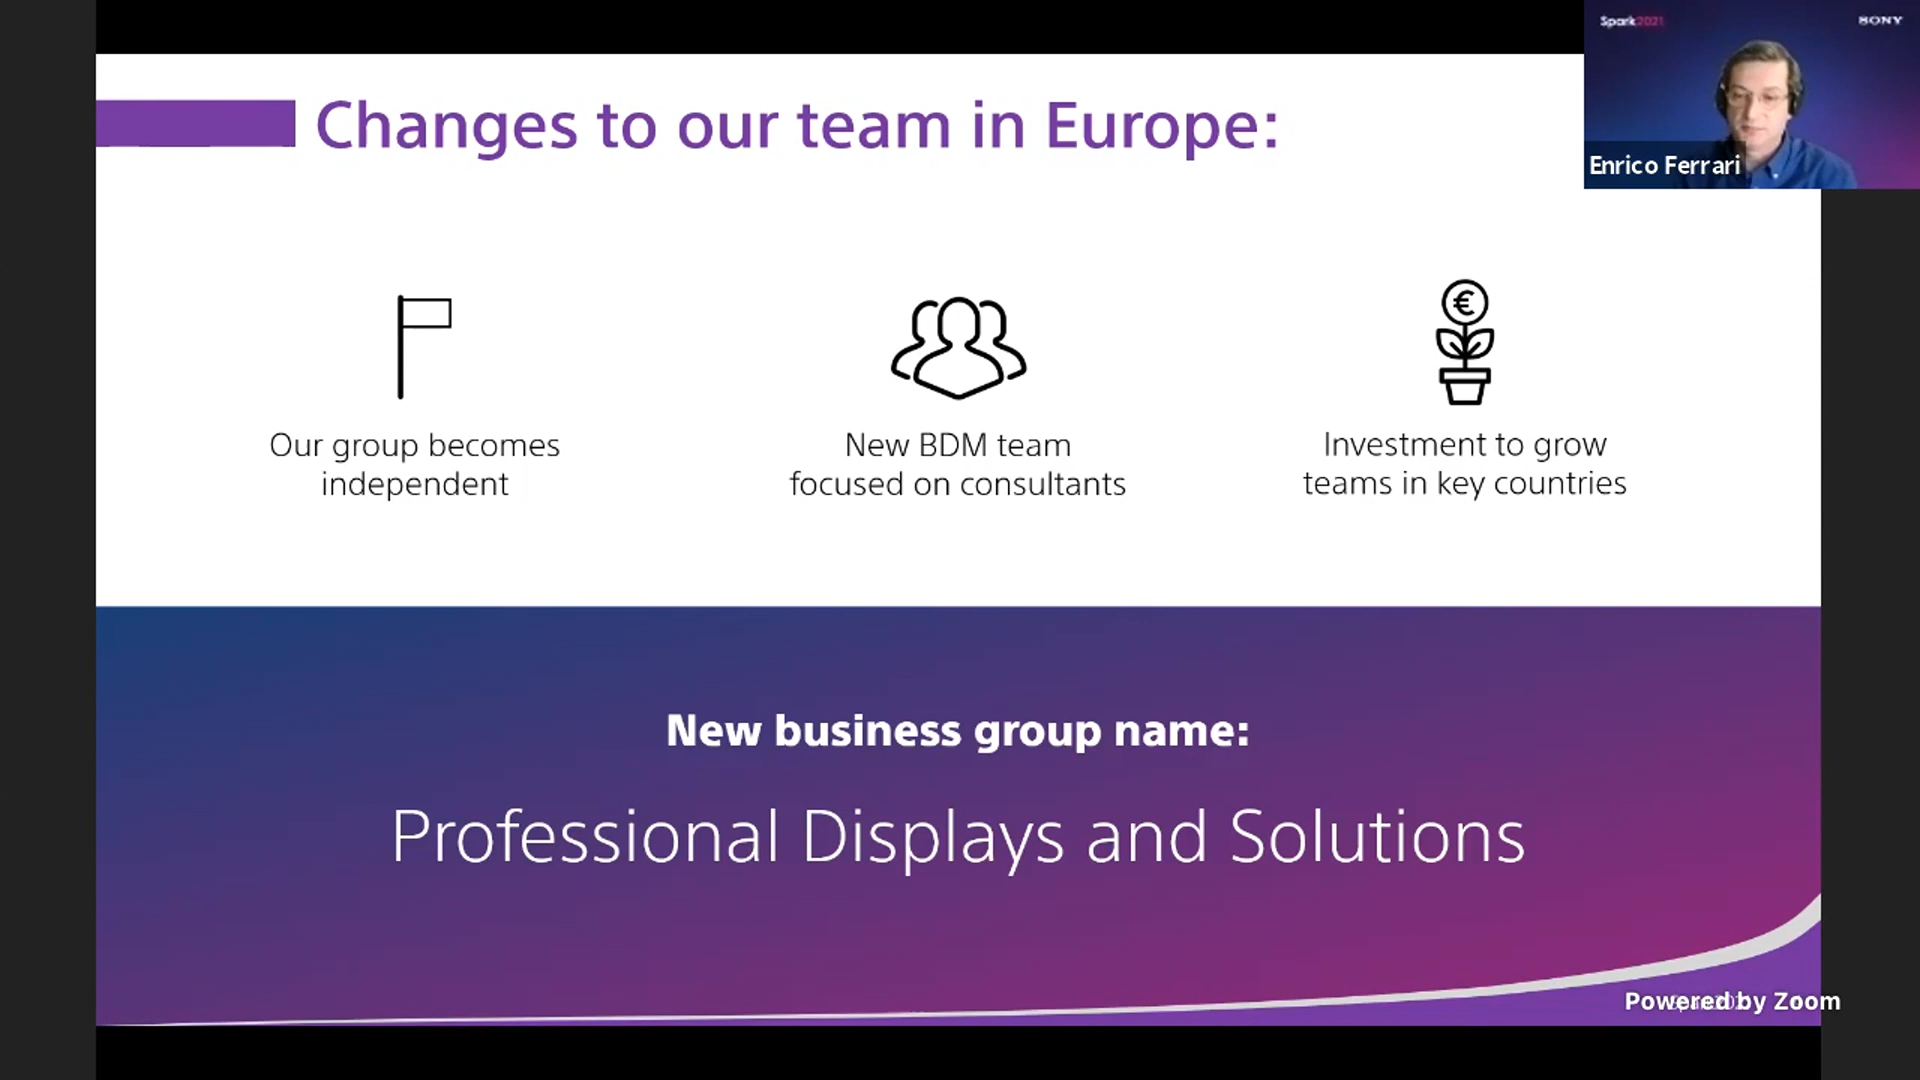 Spark2021
SONY
Enrico Ferrari
Changes to our team in Europe:
€
Our group becomes
independent
New BDM team
focused on consultants
Investment to grow
teams in key countries
New business group name:
Professional Displays and Solutions
Powered by Zoom